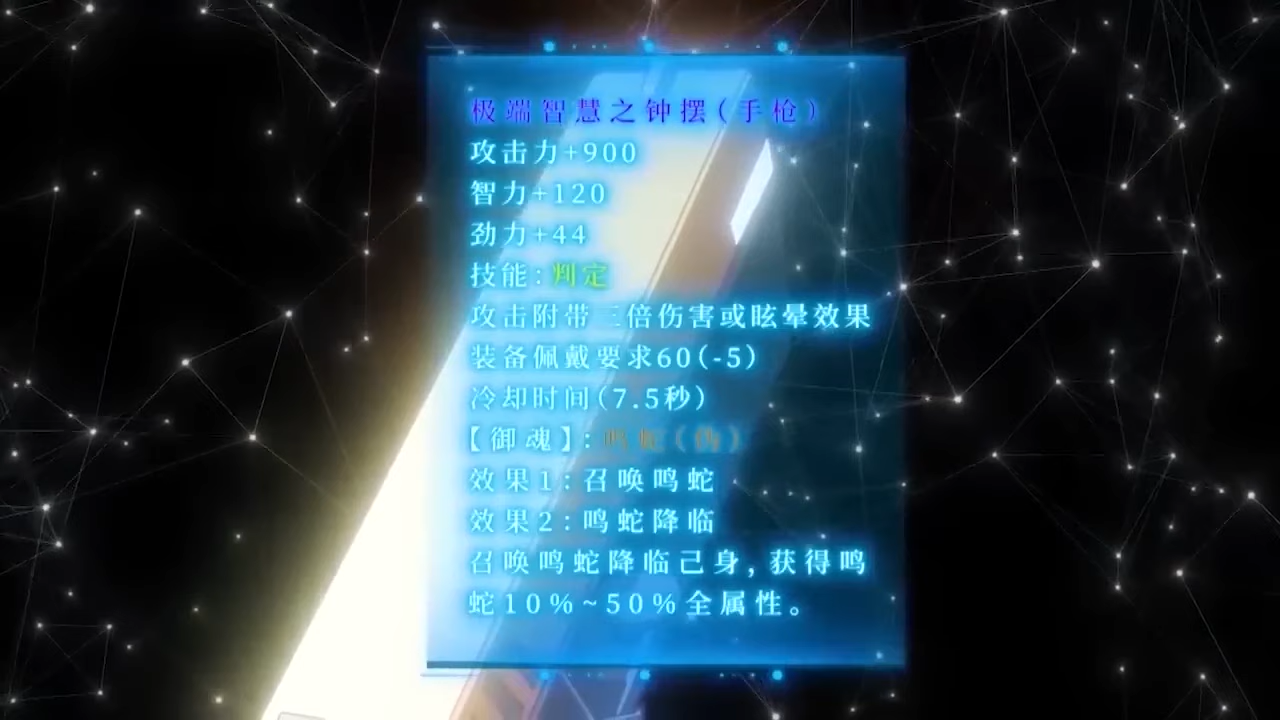 极端智慧之钟摆(手枪)
攻击力+900
智力+120
劲力+44
技能:判定
攻击附带三倍伤害或眩晕效果
装备佩戴要求60(-5)
冷却时间(7.5秒)
【御魂】:鸣蛇(伪)
效果1:召唤鸣蛇
效果2:鸣蛇降临
召唤鸣蛇降临己身,获得鸣
蛇10%~50%全属性。